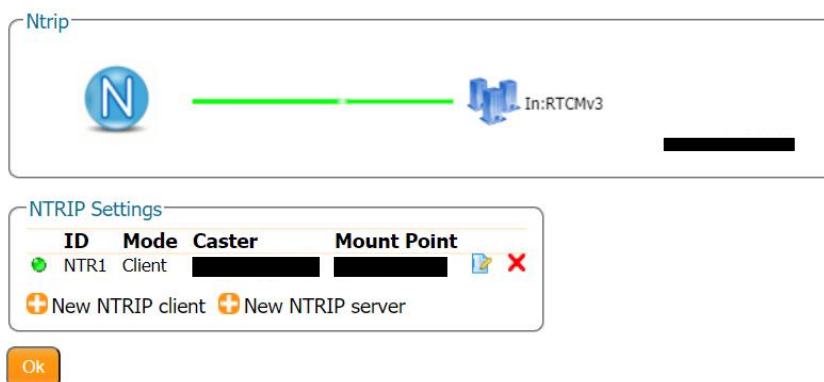 Ntrip
N
In:RTCMv3
NTRIP Settings
ID Mode Caster Mount Point
NTR1 Client
New NTRIP client New NTRIP server
Ok